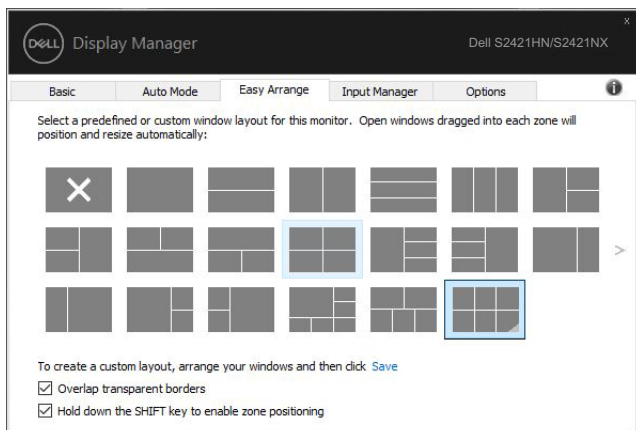 DELL Display Manager
Dell S2421HN/S2421NX
x
Basic Auto Mode Easy Arrange Input Manager Options
Select a predefined or custom window layout for this monitor. Open windows dragged into each zone will
position and resize automatically:
To create a custom layout, arrange your windows and then click Save
Overlap transparent borders
Hold down the SHIFT key to enable zone positioning